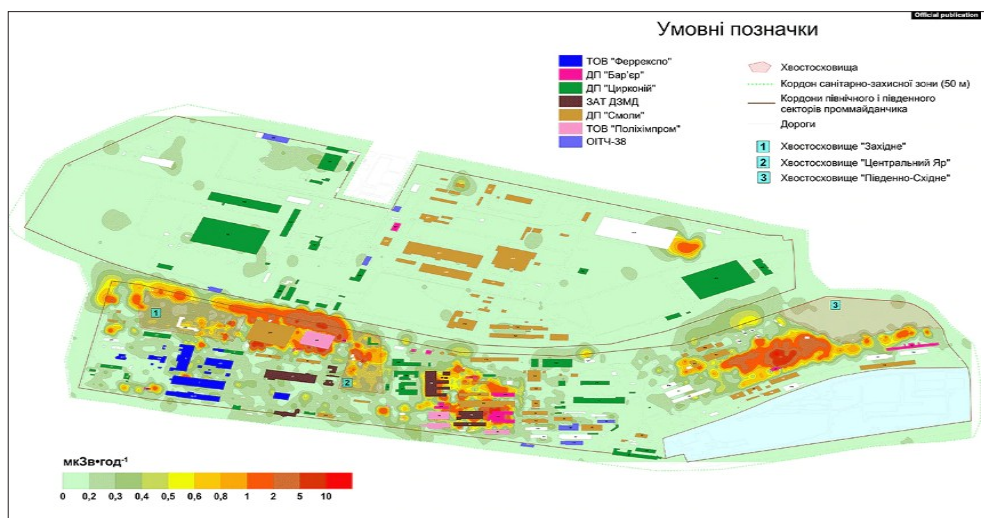 Official publication
Умовні позначки
ТОВ "Феррекспо"
ДП "Бар'єр"
ДП "Цирконій"
ЗАТ ДЗМД
ДП "Смоли"
ТОВ "Поліхімпром"
ОІТЧ-38
Хвостосховища
Кордон санітарно-захисної зони (50 м)
Кордони північного і південного
секторів проммайданчика
Дороги
1 Хвостосховище "Західне"
2 Хвостосховище "Центральний Яр"
3 Хвостосховище "Південно-Східне"
3
1
2
мкЗв•год⁻¹
0 0,2 0,3 0,4 0,5 0,6 0,8 1 2 5 10